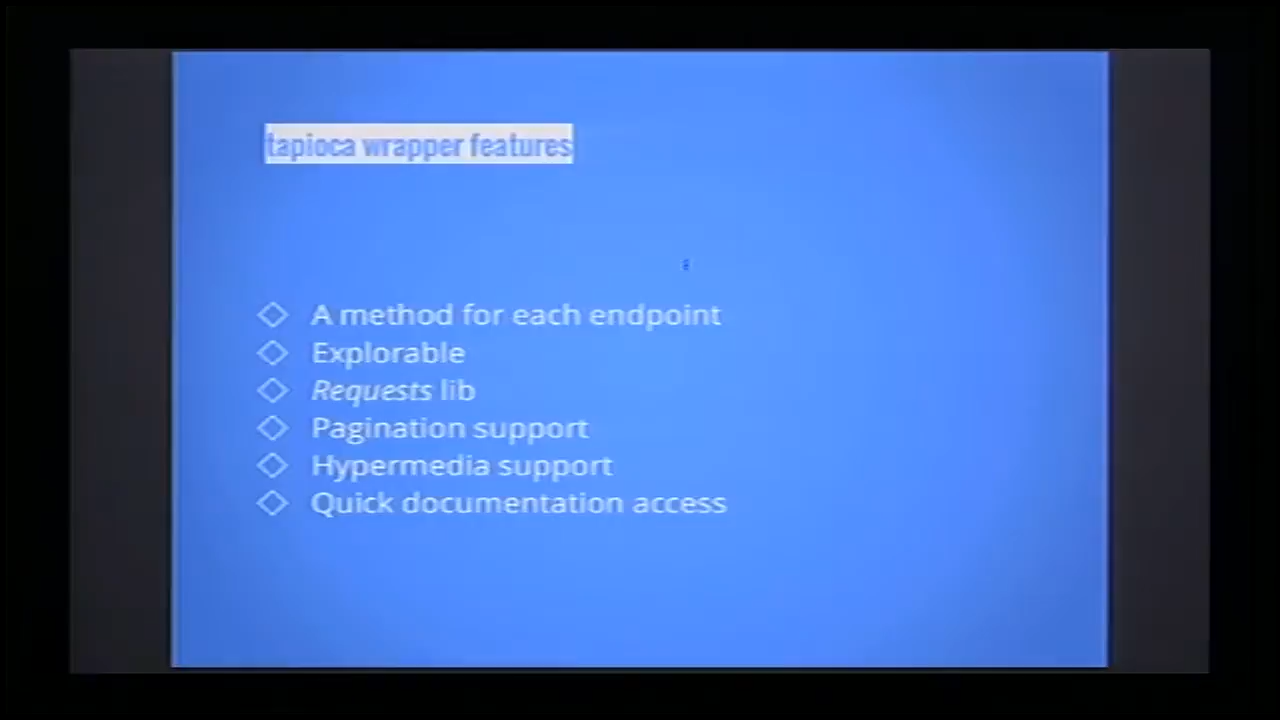 tapioca wrapper features
A method for each endpoint
Explorable
Requests lib
Pagination support
Hypermedia support
Quick documentation access